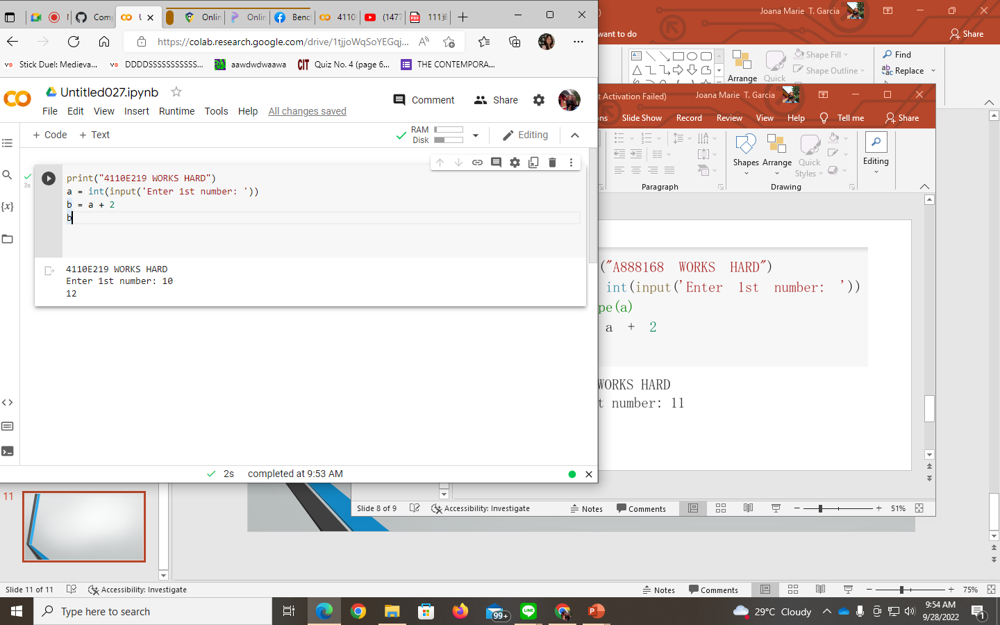 Com
U
Onlin
Onlin
Benc
4110
(147
111
https://colab.research.google.com/drive/1tjjoWqSoYEGqj...
Stick Duel: Medieva...
DDDDSSSSSSSSSSS...
aawdwdwaawa
CIT Quiz No. 4 (page 6...
THE CONTEMPORA...
Untitled027.ipynb
File Edit View Insert Runtime Tools Help All changes saved
Comment Share
+ Code + Text
RAM
Disk
Editing
3s
print("4110E219 WORKS HARD")
a = int(input('Enter 1st number: '))
b = a + 2
b
4110E219 WORKS HARD
Enter 1st number: 10
12
{x}
2s completed at 9:53 AM
Joana Marie T. Garcia
want to do
Share
Arrange
Quick
Shape Fill
Shape Outline
Find
Replace
t Activation Failed)
Joana Marie T. Garcia
ons Slide Show Record Review View Help Tell me Share
Shapes Arrange Quick
Styles
Editing
Paragraph
Drawing
("A888168 WORKS HARD")
int(input('Enter 1st number: '))
pe(a)
a + 2
WORKS HARD
t number: 11
Slide 8 of 9
Accessibility: Investigate
Notes Comments
51%
11
Slide 11 of 11
Accessibility: Investigate
Notes Comments
75%
Type here to search
99+
29°C Cloudy
9:54 AM
9/28/2022
1